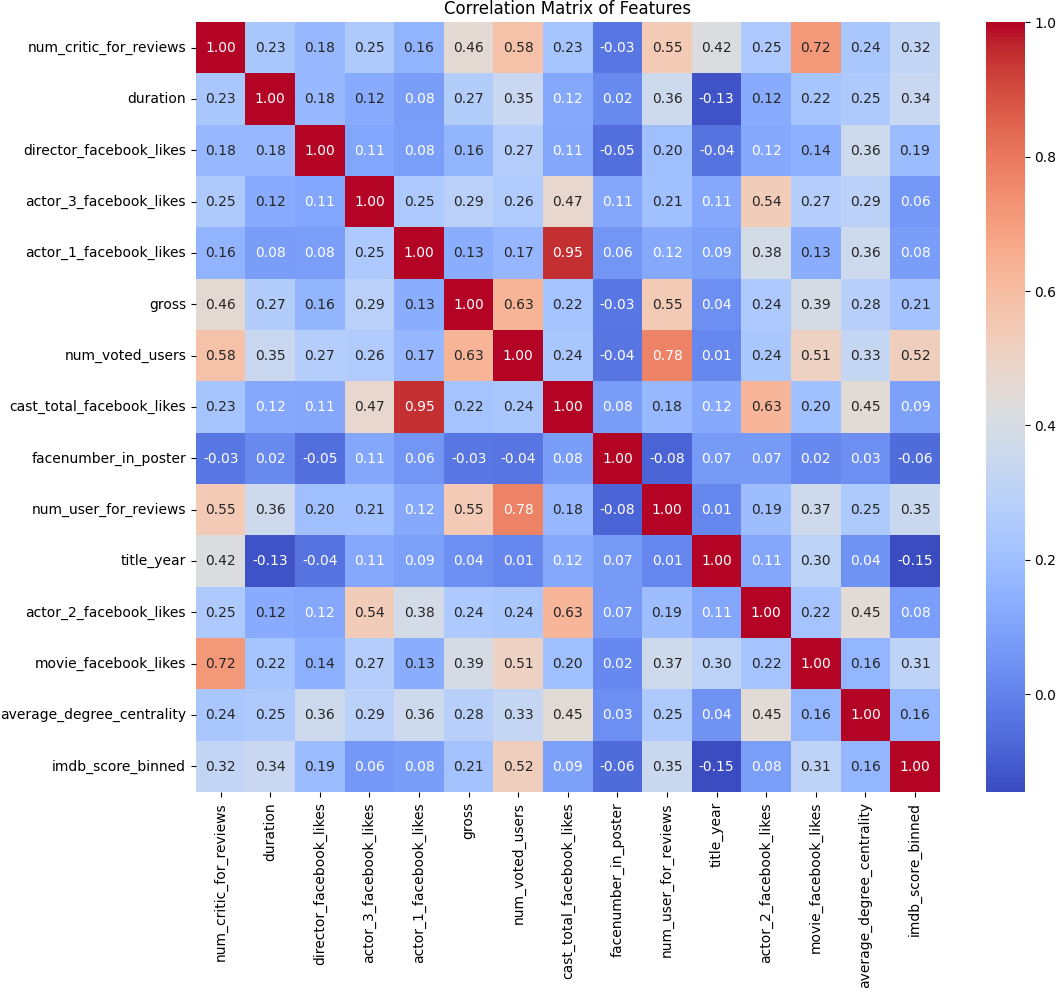 Correlation Matrix of Features
num_critic_for_reviews 1.00 0.23 0.18 0.25 0.16 0.46 0.58 0.23 -0.03 0.55 0.42 0.25 0.72 0.24 0.32
duration 0.23 1.00 0.18 0.12 0.08 0.27 0.35 0.12 0.02 0.36 -0.13 0.12 0.22 0.25 0.34
director_facebook_likes 0.18 0.18 1.00 0.11 0.08 0.16 0.27 0.11 -0.05 0.20 -0.04 0.12 0.14 0.36 0.19
actor_3_facebook_likes 0.25 0.12 0.11 1.00 0.25 0.29 0.26 0.47 0.11 0.21 0.11 0.54 0.27 0.29 0.06
actor_1_facebook_likes 0.16 0.08 0.08 0.25 1.00 0.13 0.17 0.95 0.06 0.12 0.09 0.38 0.13 0.36 0.08
gross 0.46 0.27 0.16 0.29 0.13 1.00 0.63 0.22 -0.03 0.55 0.04 0.24 0.39 0.28 0.21
num_voted_users 0.58 0.35 0.27 0.26 0.17 0.63 1.00 0.24 -0.04 0.78 0.01 0.24 0.51 0.33 0.52
cast_total_facebook_likes 0.23 0.12 0.11 0.47 0.95 0.22 0.24 1.00 0.08 0.18 0.12 0.63 0.20 0.45 0.09
facenumber_in_poster -0.03 0.02 -0.05 0.11 0.06 -0.03 -0.04 0.08 1.00 -0.08 0.07 0.07 0.02 0.03 -0.06
num_user_for_reviews 0.55 0.36 0.20 0.21 0.12 0.55 0.78 0.18 -0.08 1.00 0.01 0.19 0.37 0.25 0.35
title_year 0.42 -0.13 -0.04 0.11 0.09 0.04 0.01 0.12 0.07 0.01 1.00 0.11 0.30 0.04 -0.15
actor_2_facebook_likes 0.25 0.12 0.12 0.54 0.38 0.24 0.24 0.63 0.07 0.19 0.11 1.00 0.22 0.45 0.08
movie_facebook_likes 0.72 0.22 0.14 0.27 0.13 0.39 0.51 0.20 0.02 0.37 0.30 0.22 1.00 0.16 0.31
average_degree_centrality 0.24 0.25 0.36 0.29 0.36 0.28 0.33 0.45 0.03 0.25 0.04 0.45 0.16 1.00 0.16
imdb_score_binned 0.32 0.34 0.19 0.06 0.08 0.21 0.52 0.09 -0.06 0.35 -0.15 0.08 0.31 0.16 1.00
num_critic_for_reviews
duration
director_facebook_likes
actor_3_facebook_likes
actor_1_facebook_likes
gross
num_voted_users
cast_total_facebook_likes
facenumber_in_poster
num_user_for_reviews
title_year
actor_2_facebook_likes
movie_facebook_likes
average_degree_centrality
imdb_score_binned
1.0
0.8
0.6
0.4
0.2
0.0